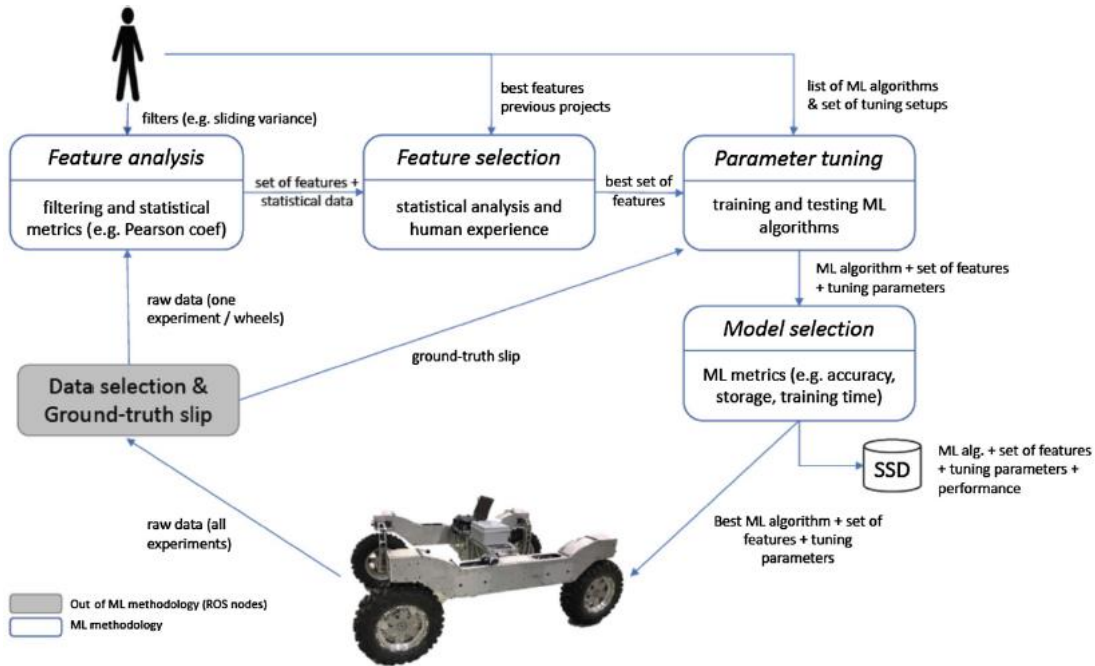 filters (e.g. sliding variance)
best features
previous projects
list of ML algorithms
& set of tuning setups
Feature analysis
filtering and statistical
metrics (e.g. Pearson coef)
set of features +
statistical data
Feature selection
statistical analysis and
human experience
best set of
features
Parameter tuning
training and testing ML
algorithms
raw data (one
experiment / wheels)
ground-truth slip
ML algorithm + set of features
+ tuning parameters
Model selection
ML metrics (e.g. accuracy,
storage, training time)
Data selection &
Ground-truth slip
SSD
ML alg. + set of features
+ tuning parameters +
performance
raw data (all
experiments)
Best ML algorithm + set of
features + tuning
parameters
Out of ML methodology (ROS nodes)
ML methodology